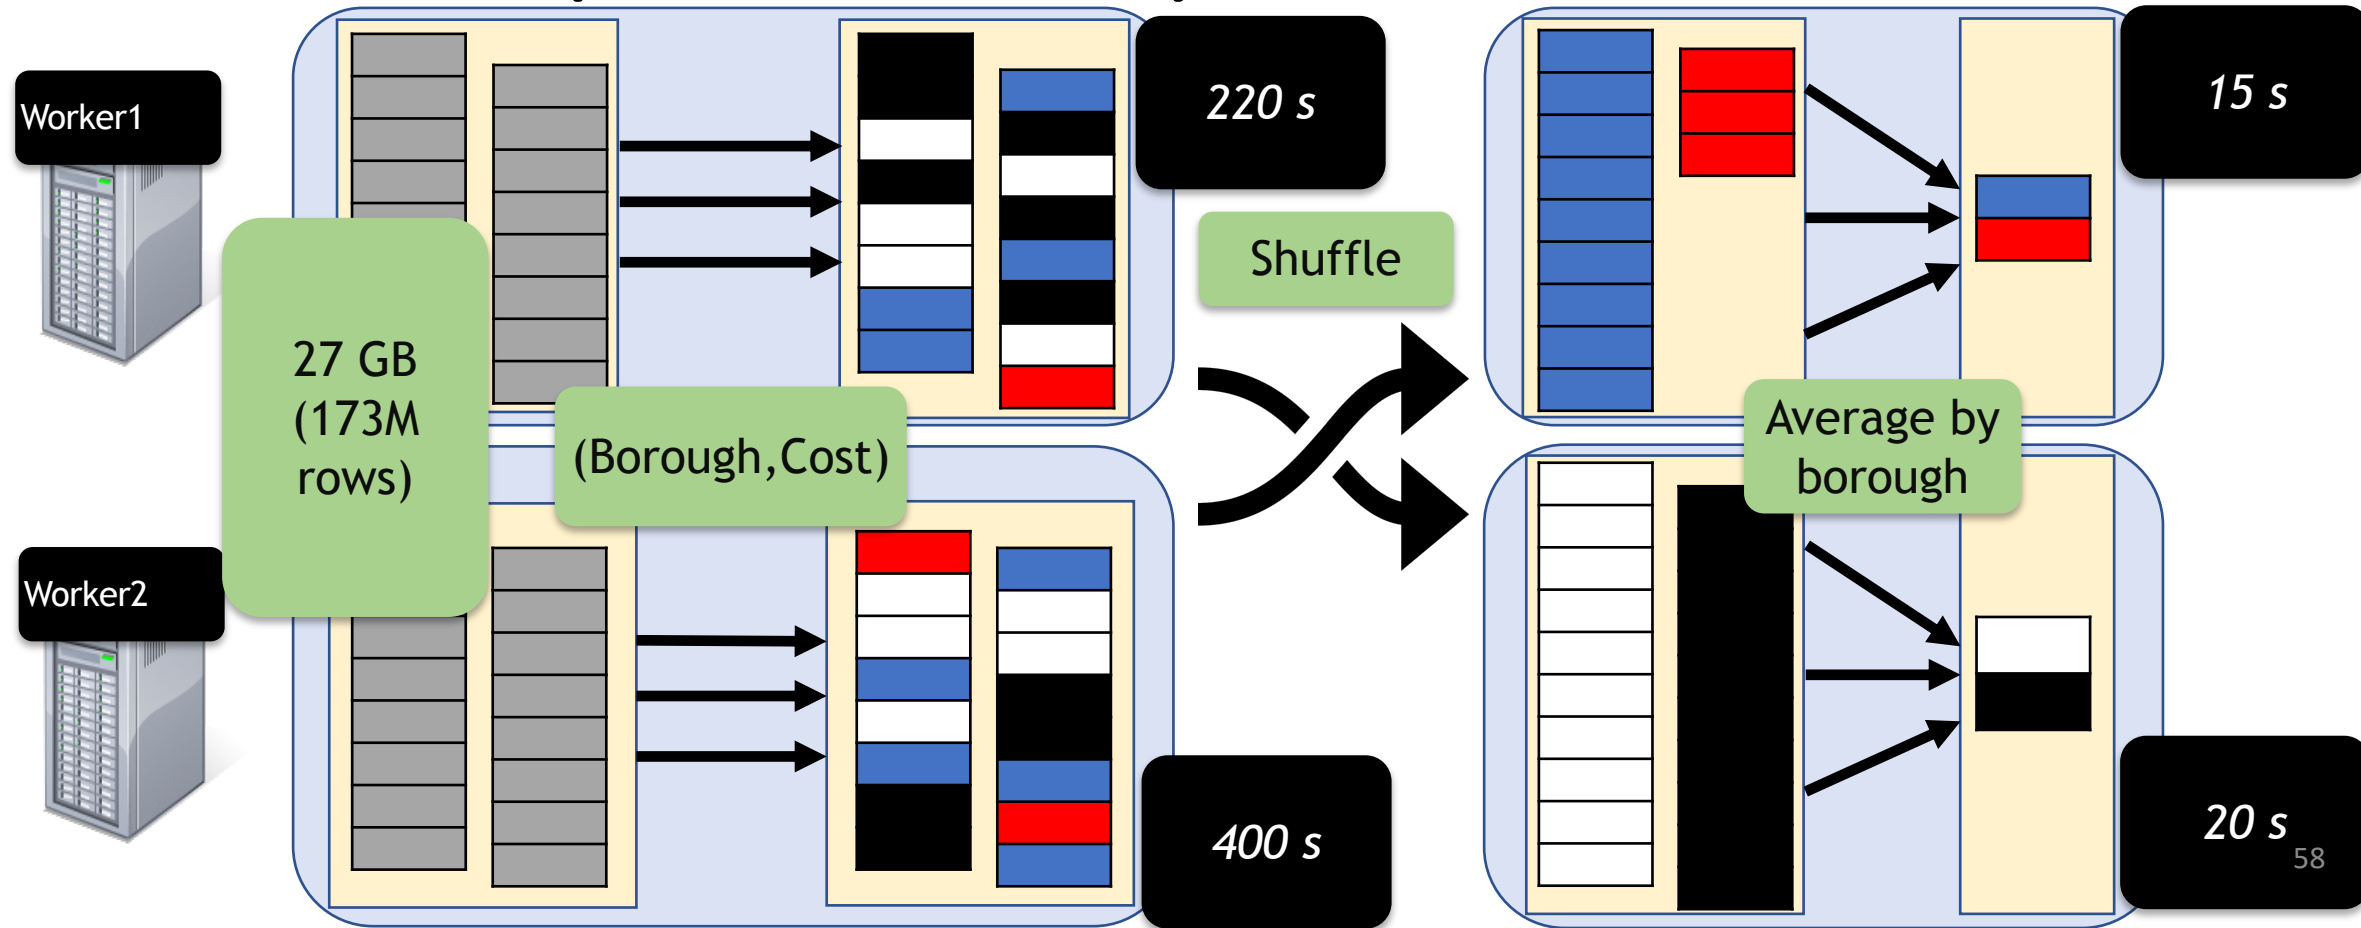 Worker1
220 s
15 s
Shuffle
27 GB
(173M
rows)
(Borough,Cost)
Average by
borough
Worker2
400 s
20 s
58